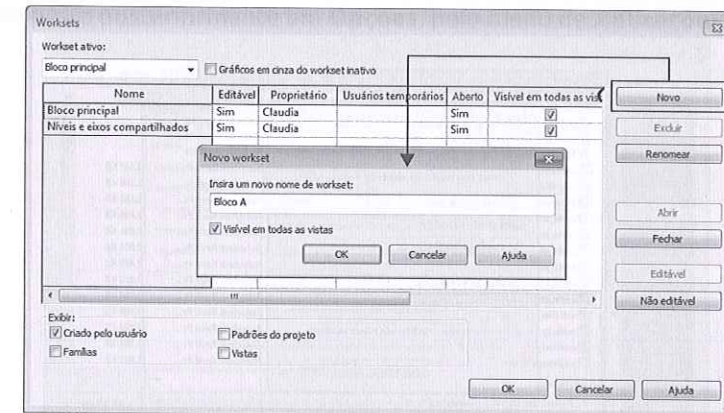 Worksets
Workset ativo:
Bloco principal
Gráficos em cinza do workset inativo
Nome Editável Proprietário Usuários temporários Aberto Visível em todas as vis
Bloco principal Sim Claudia Sim
Níveis e eixos compartilhados Sim Claudia Sim
Novo
Excluir
Renomear
Abrir
Fechar
Editável
Não editável
Novo workset
Insira um novo nome de workset:
Bloco A
Visível em todas as vistas
OK Cancelar Ajuda
Exibir:
Criado pelo usuário Padrões do projeto
Famílias Vistas
OK Cancelar Ajuda